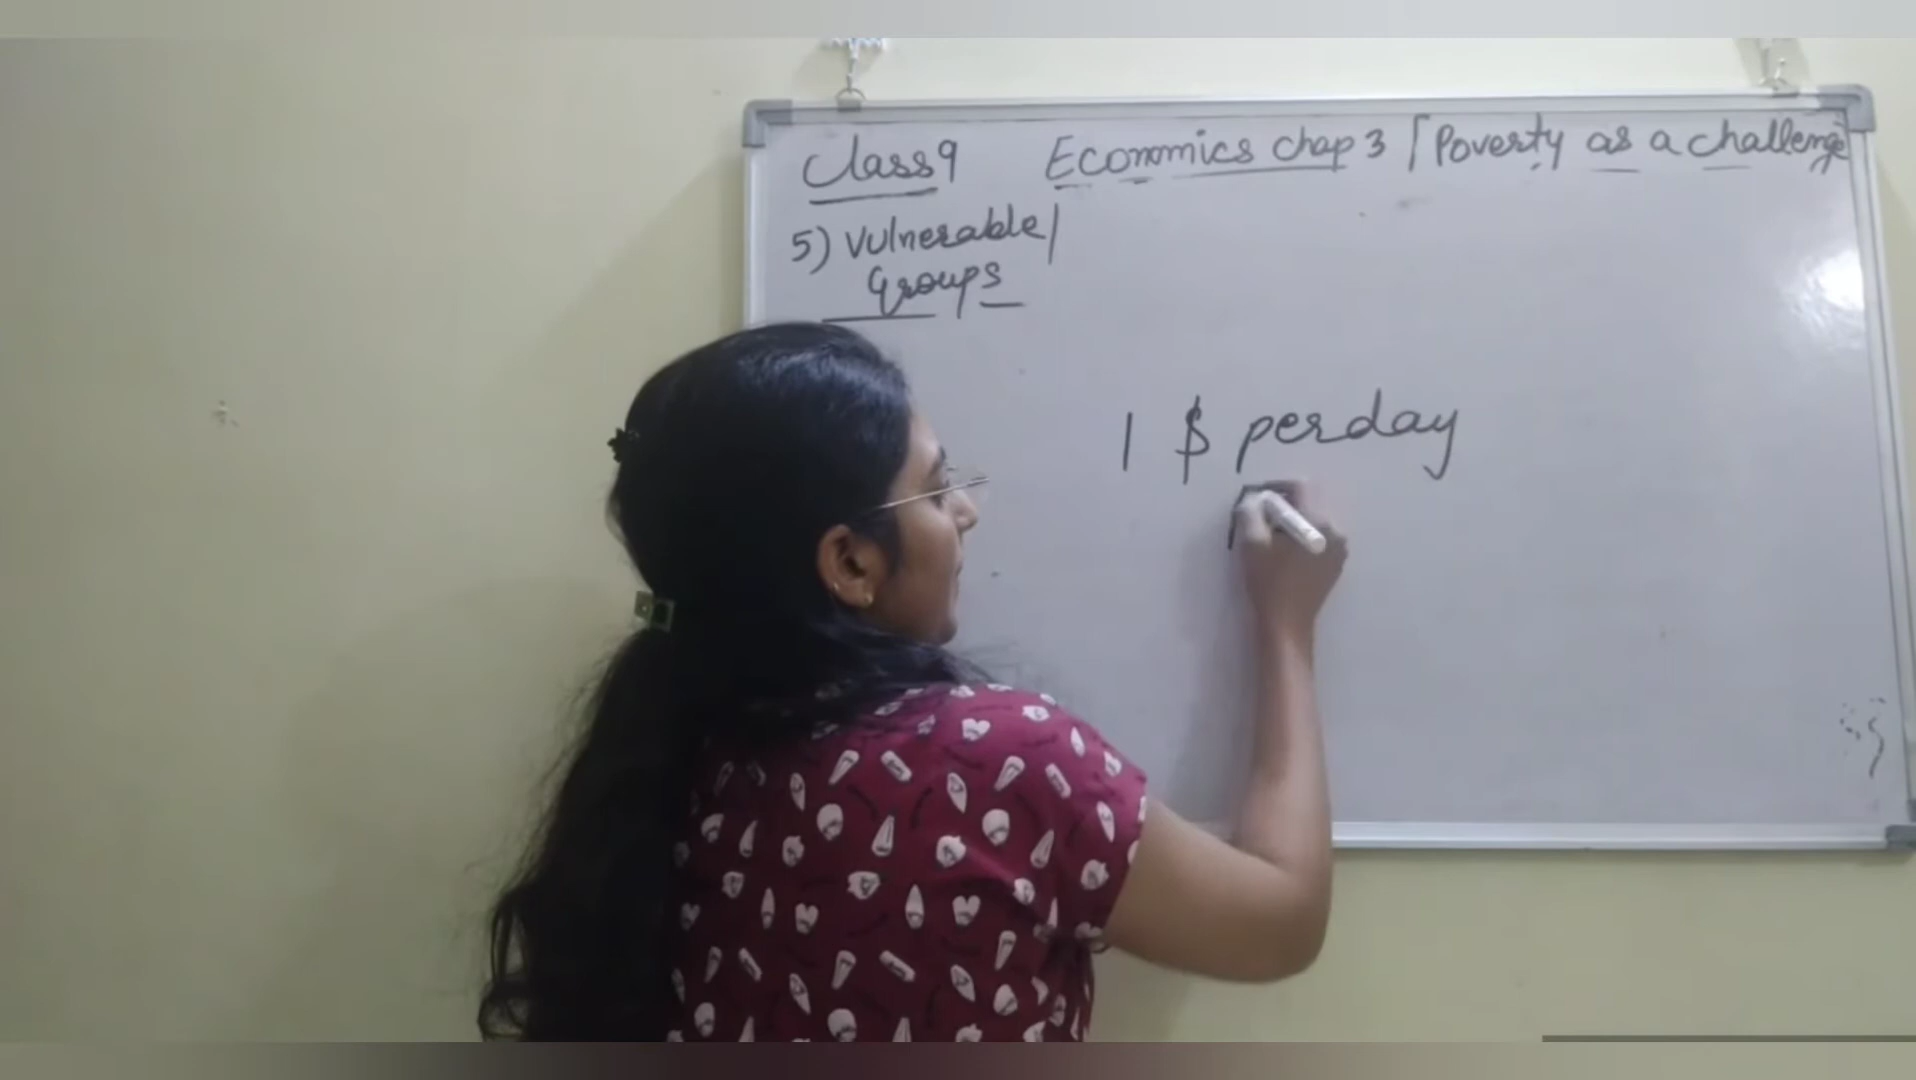 Class 9 Economics Chap 3 / Poverty as a challenge
5) Vulnerable /
Groups
1 $ perday